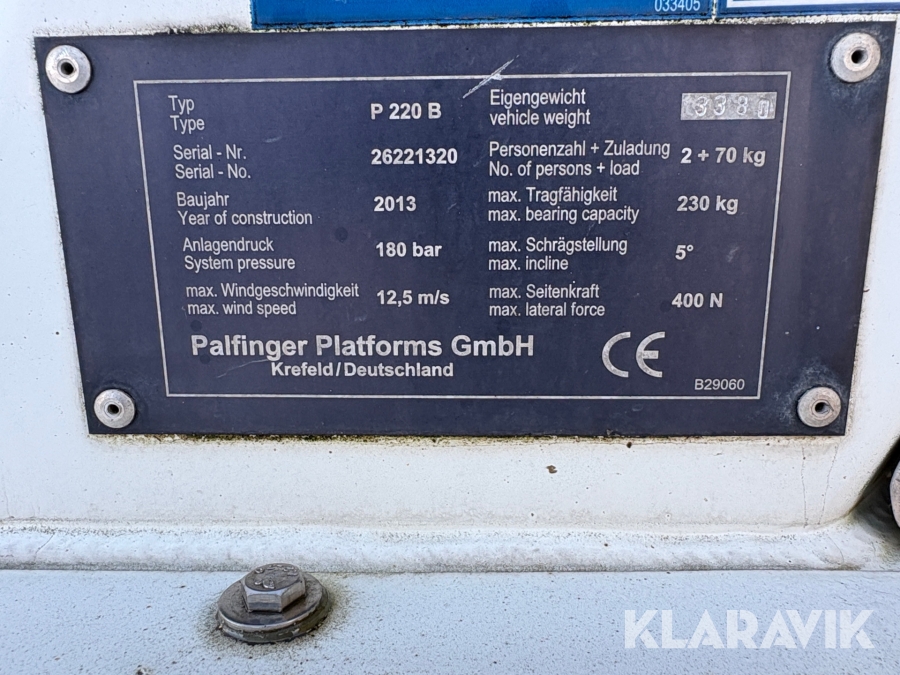 033405
Typ
Type
P 220 B
Serial - Nr.
Serial - No.
26221320
Baujahr
Year of construction
2013
Anlagendruck
System pressure
180 bar
max. Windgeschwindigkeit
max. wind speed
12,5 m/s
Eigengewicht
vehicle weight
Personenzahl + Zuladung
No. of persons + load
2 + 70 kg
max. Tragfähigkeit
max. bearing capacity
230 kg
max. Schrägstellung
max. incline
5°
max. Seitenkraft
max. lateral force
400 N
Palfinger Platforms GmbH
Krefeld/Deutschland
CE
B29060
KLARAVIK